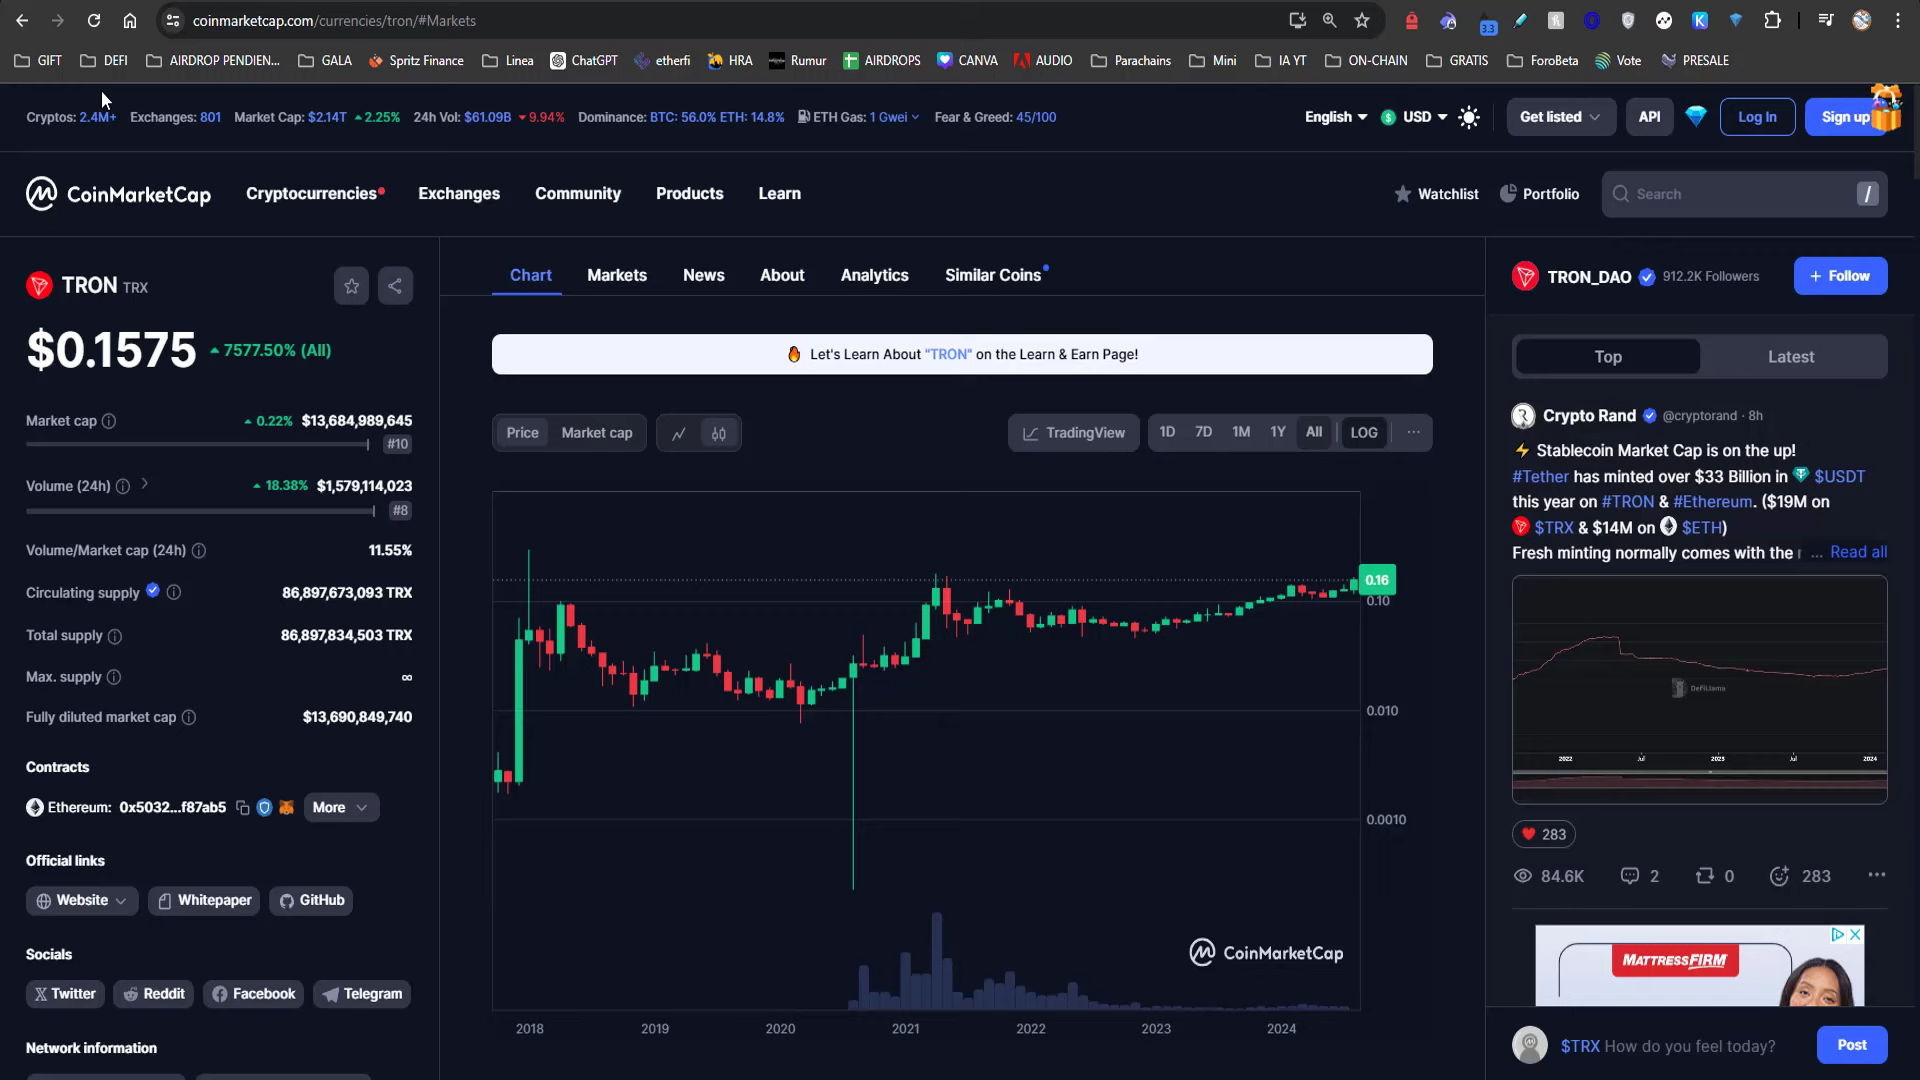 coinmarketcap.com/currencies/tron/#Markets
3.3
GIFT DEFI AIRDROP PENDIEN... GALA Spritz Finance Linea ChatGPT etherfi HRA Rumur AIRDROPS CANVA AUDIO Parachains Mini IA YT ON-CHAIN GRATIS ForoBeta Vote PRESALE
Cryptos: 2.4M+ Exchanges: 801 Market Cap: $2.14T 2.25% 24h Vol: $61.09B 9.94% Dominance: BTC: 56.0% ETH: 14.8% ETH Gas: 1 Gwei Fear & Greed: 45/100
English USD Get listed API Log In Sign up
CoinMarketCap Cryptocurrencies Exchanges Community Products Learn
Watchlist Portfolio Search /
TRON TRX
$0.1575 7577.50% (All)
Market cap 0.22% $13,684,989,645
#10
Volume (24h) 18.38% $1,579,114,023
#8
Volume/Market cap (24h) 11.55%
Circulating supply 86,897,673,093 TRX
Total supply 86,897,834,503 TRX
Max. supply ∞
Fully diluted market cap $13,690,849,740
Contracts
Ethereum: 0x5032...f87ab5 More
Official links
Website Whitepaper GitHub
Socials
Twitter Reddit Facebook Telegram
Network information
Chart Markets News About Analytics Similar Coins
Let's Learn About "TRON" on the Learn & Earn Page!
Price Market cap TradingView 1D 7D 1M 1Y All LOG ...
0.16
0.10
0.010
0.0010
CoinMarketCap
2018 2019 2020 2021 2022 2023 2024
TRON_DAO 912.2K Followers + Follow
Top Latest
Crypto Rand @cryptorand · 8h
⚡ Stablecoin Market Cap is on the up!
#Tether has minted over $33 Billion in $USDT
this year on #TRON & #Ethereum. ($19M on
$TRX & $14M on $ETH)
Fresh minting normally comes with the r ... Read all
DefiLlama
2022 Jul 2023 Jul 2024
283
84.6K 2 0 283 ...
MATTRESSFIRM
$TRX How do you feel today? Post